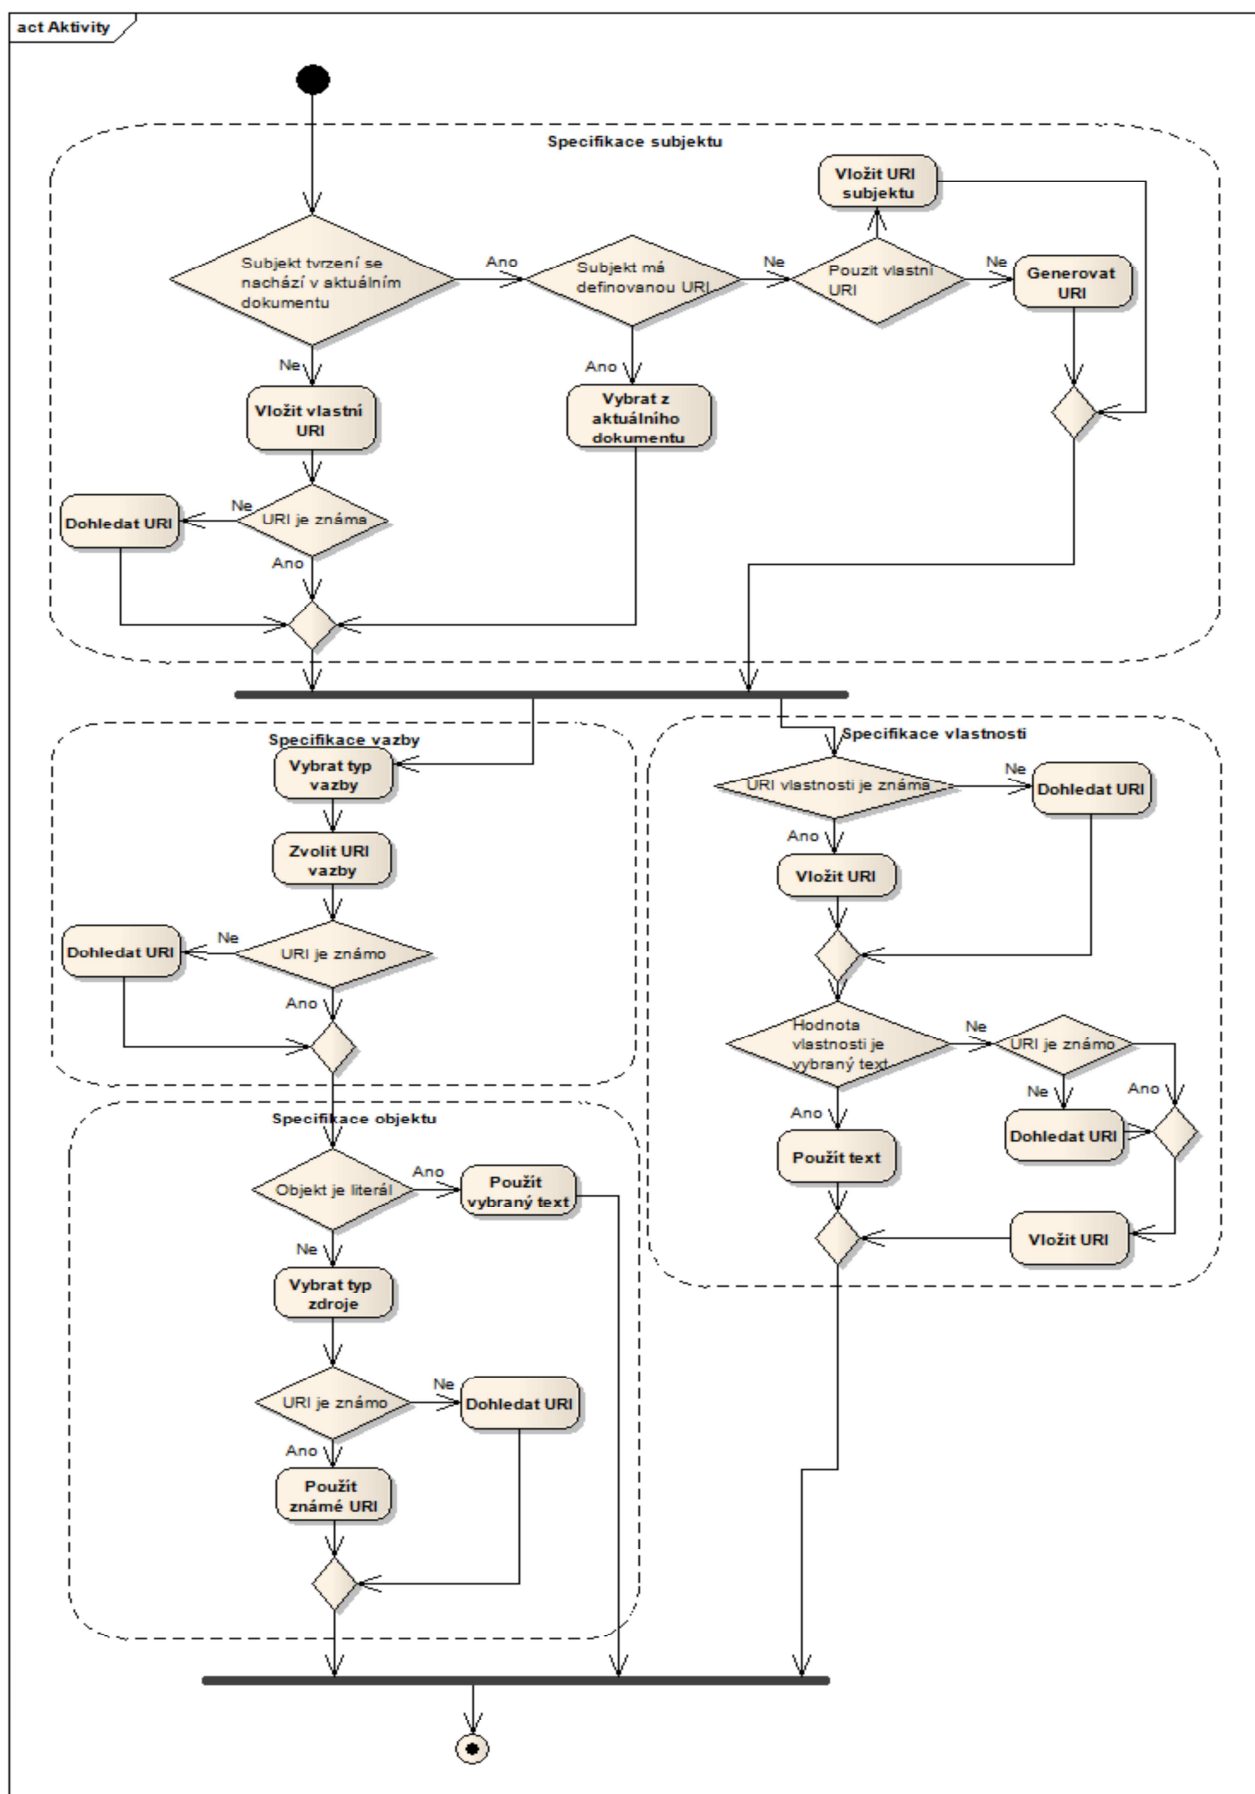 act Aktivity
Specifikace subjektu
Vložit URI
subjektu
Subjekt tvrzení se
nachází v aktuálním
dokumentu
Ano
Subjekt má
definovanou URI
Ne
Pouzit vlastní
URI
Ne
Generovat
URI
Ne
Vložit vlastní
URI
Ano
Vybrat z
aktuálního
dokumentu
Dohledat URI
Ne
URI je známa
Ano
Specifikace vazby
Vybrat typ
vazby
Zvolit URI
vazby
Dohledat URI
Ne
URI je známo
Ano
Specifikace vlastnosti
URI vlastnosti je známa
Ne
Dohledat URI
Ano
Vložit URI
Hodnota
vlastnosti je
vybraný text
Ne
URI je známo
Ne
Ano
Dohledat URI
Ano
Použít text
Vložit URI
Specifikace objektu
Objekt je literál
Ano
Použít
vybraný text
Ne
Vybrat typ
zdroje
URI je známo
Ne
Dohledat URI
Ano
Použít
známé URI